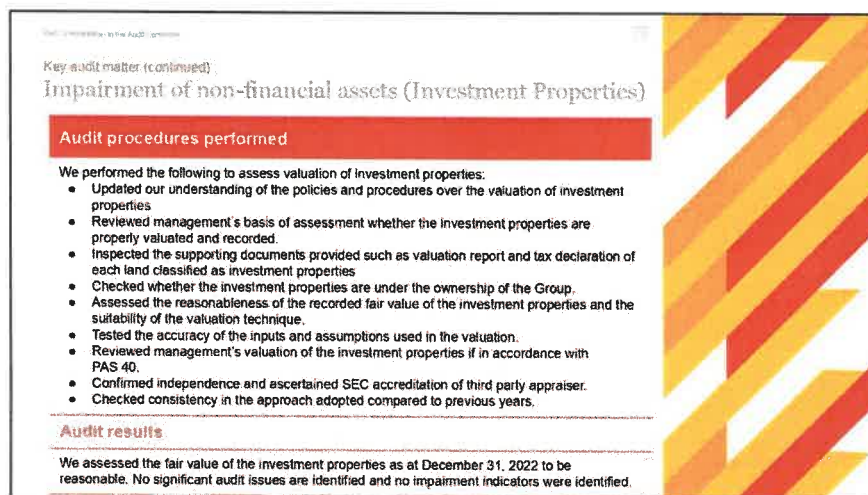 Key audit matter (continued)
Impairment of non-financial assets (Investment Properties)
Audit procedures performed
We performed the following to assess valuation of investment properties:
• Updated our understanding of the policies and procedures over the valuation of investment
properties
• Reviewed management's basis of assessment whether the investment properties are
properly valuated and recorded.
• Inspected the supporting documents provided such as valuation report and tax declaration of
each land classified as investment properties
• Checked whether the investment properties are under the ownership of the Group.
• Assessed the reasonableness of the recorded fair value of the investment properties and the
suitability of the valuation technique.
• Tested the accuracy of the inputs and assumptions used in the valuation.
• Reviewed management's valuation of the investment properties if in accordance with
PAS 40.
• Confirmed independence and ascertained SEC accreditation of third party appraiser.
• Checked consistency in the approach adopted compared to previous years.
Audit results
We assessed the fair value of the investment properties as at December 31, 2022 to be
reasonable. No significant audit issues are identified and no impairment indicators were identified.